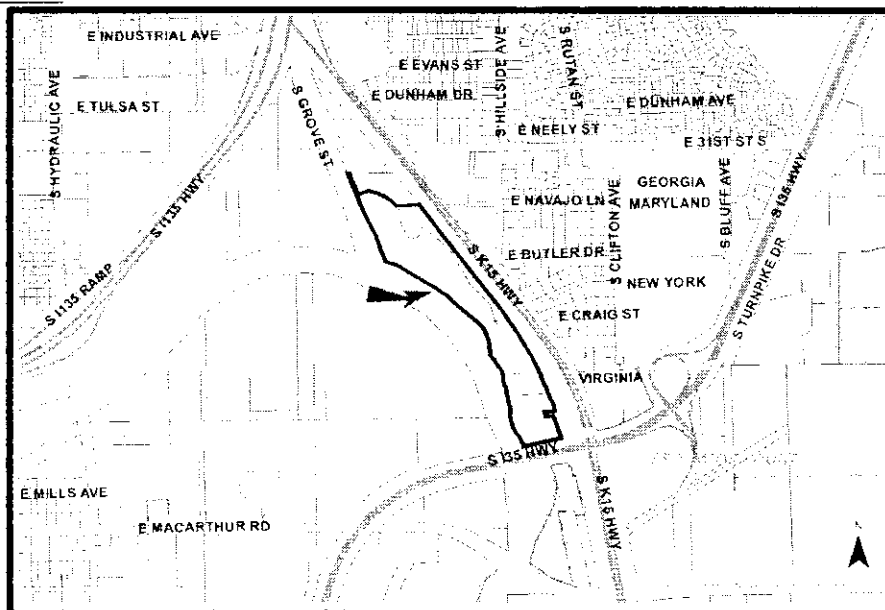 E INDUSTRIAL AVE
S HILLSIDE AVE
S RUTAN ST
E EVANS ST
S HYDRAULIC AVE
E TULSA ST
S GROVE ST
E DUNHAM DR
E DUNHAM AVE
E NEELY ST
E 31ST ST S
S I135 HWY
E NAVAJO LN
S CLIFTON AVE
GEORGIA
MARYLAND
S BLUFF AVE
S I35 HWY
S K15 HWY
E BUTLER DR
S I135 RAMP
NEW YORK
S TURNPIKE DR
E CRAIG ST
VIRGINIA
S I35 HWY
S K15 HWY
E MILLS AVE
E MACARTHUR RD